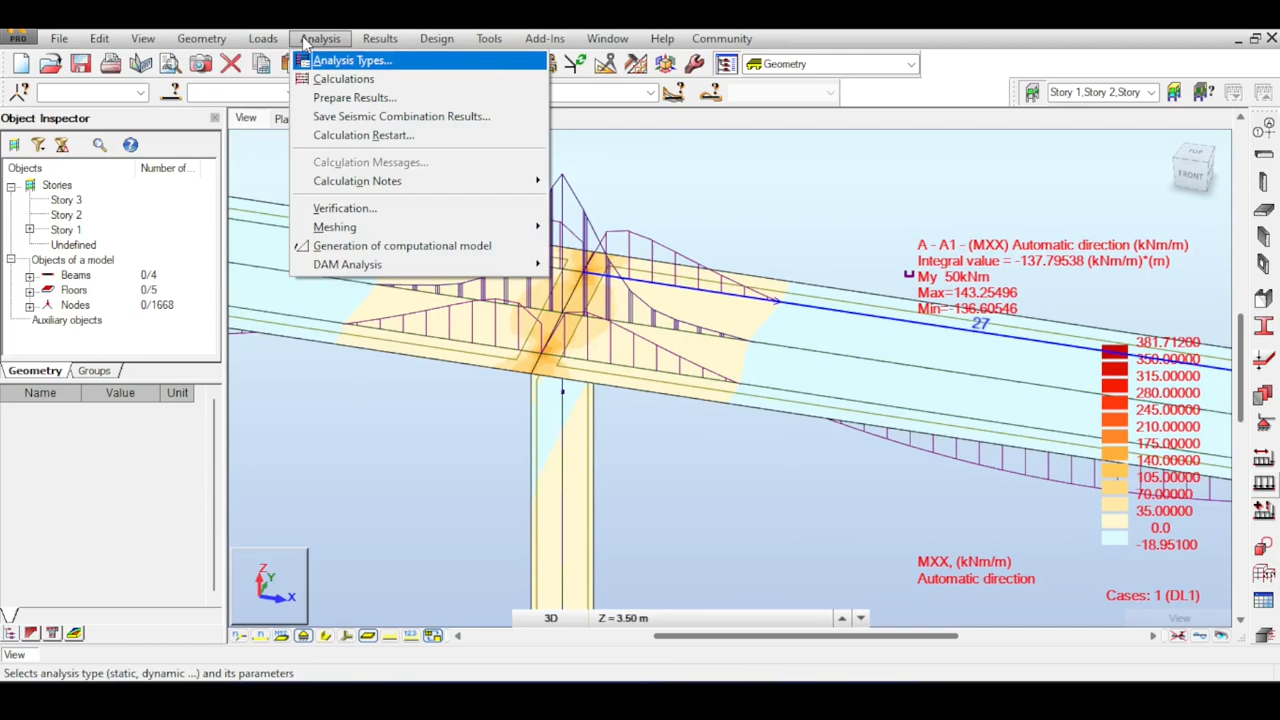 PRO
File Edit View Geometry Loads Analysis Results Design Tools Add-Ins Window Help Community
Analysis Types...
Calculations
Prepare Results...
Save Seismic Combination Results...
Calculation Restart...
Calculation Messages...
Calculation Notes
Verification...
Meshing
Generation of computational model
DAM Analysis
Geometry
Story 1,Story 2,Story
Object Inspector
View Pla
Objects Number of...
Stories
Story 3
Story 2
Story 1
Undefined
Objects of a model
Beams 0/4
Floors 0/5
Nodes 0/1668
Auxiliary objects
Geometry Groups
Name Value Unit
TOP
FRONT
A - A1 - (MXX) Automatic direction (kNm/m)
Integral value = -137.79538 (kNm/m)*(m)
My 50kNm
Max=143.25496
Min=-136.60546
27
381.71200
350.00000
315.00000
280.00000
245.00000
210.00000
175.00000
140.00000
105.00000
70.00000
35.00000
0.0
-18.95100
MXX, (kNm/m)
Automatic direction
Cases: 1 (DL1)
Z
Y
X
3D Z = 3.50 m
View
View
Selects analysis type (static, dynamic ...) and its parameters